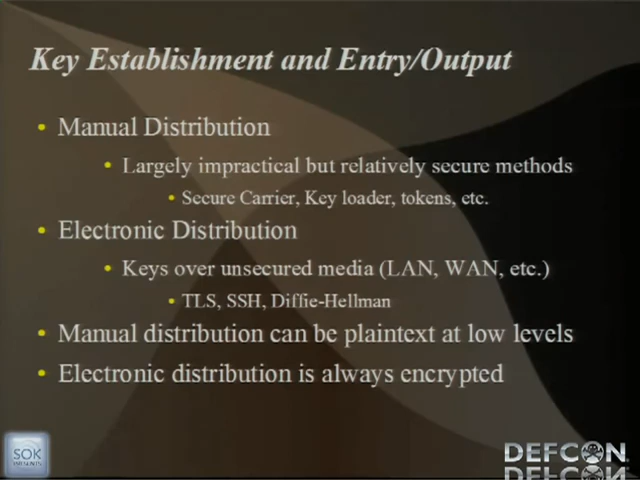 Key Establishment and Entry/Output
• Manual Distribution
• Largely impractical but relatively secure methods
• Secure Carrier, Key loader, tokens, etc.
• Electronic Distribution
• Keys over unsecured media (LAN, WAN, etc.)
• TLS, SSH, Diffie-Hellman
• Manual distribution can be plaintext at low levels
• Electronic distribution is always encrypted
SOK
PRESENTS
DEFCON